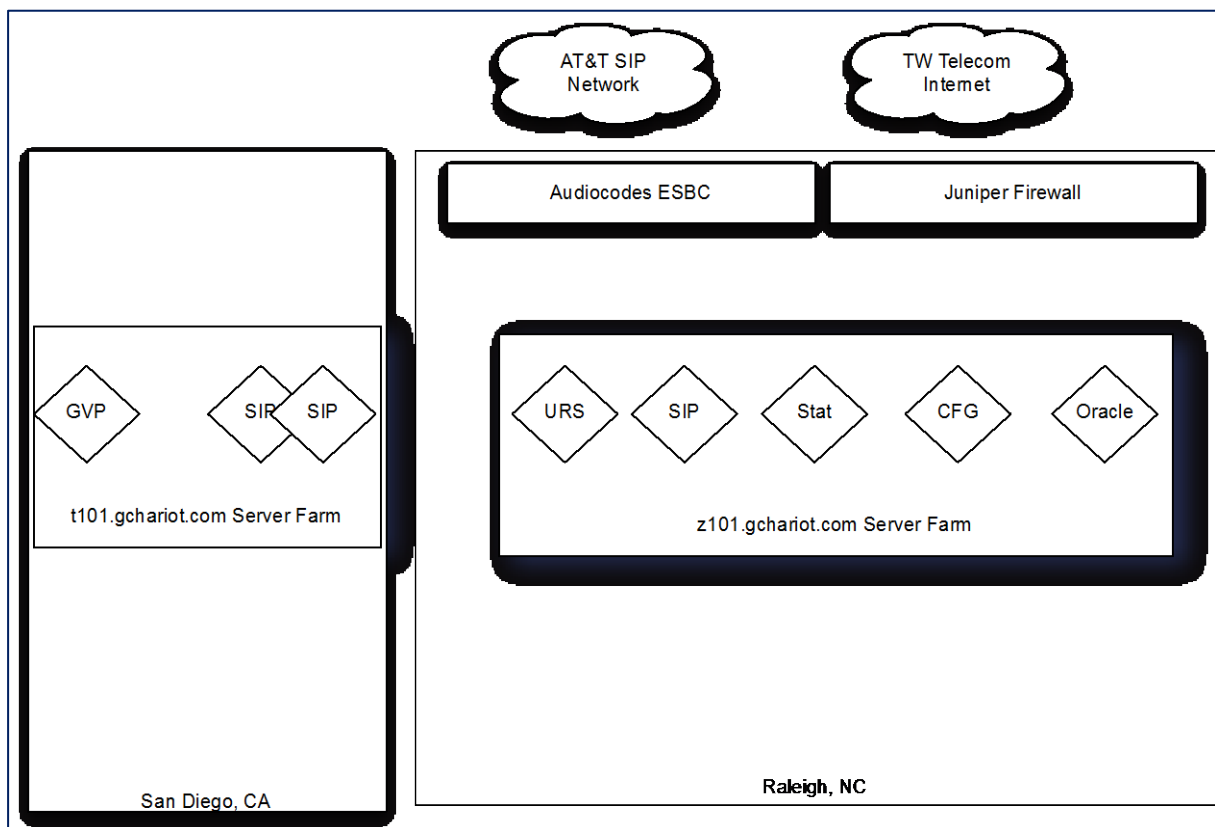 AT&T SIP
Network
TW Telecom
Internet
Audiocodes ESBC
Juniper Firewall
GVP
SIP
SIP
t101.gchariot.com Server Farm
URS
SIP
Stat
CFG
Oracle
z101.gchariot.com Server Farm
San Diego, CA
Raleigh, NC